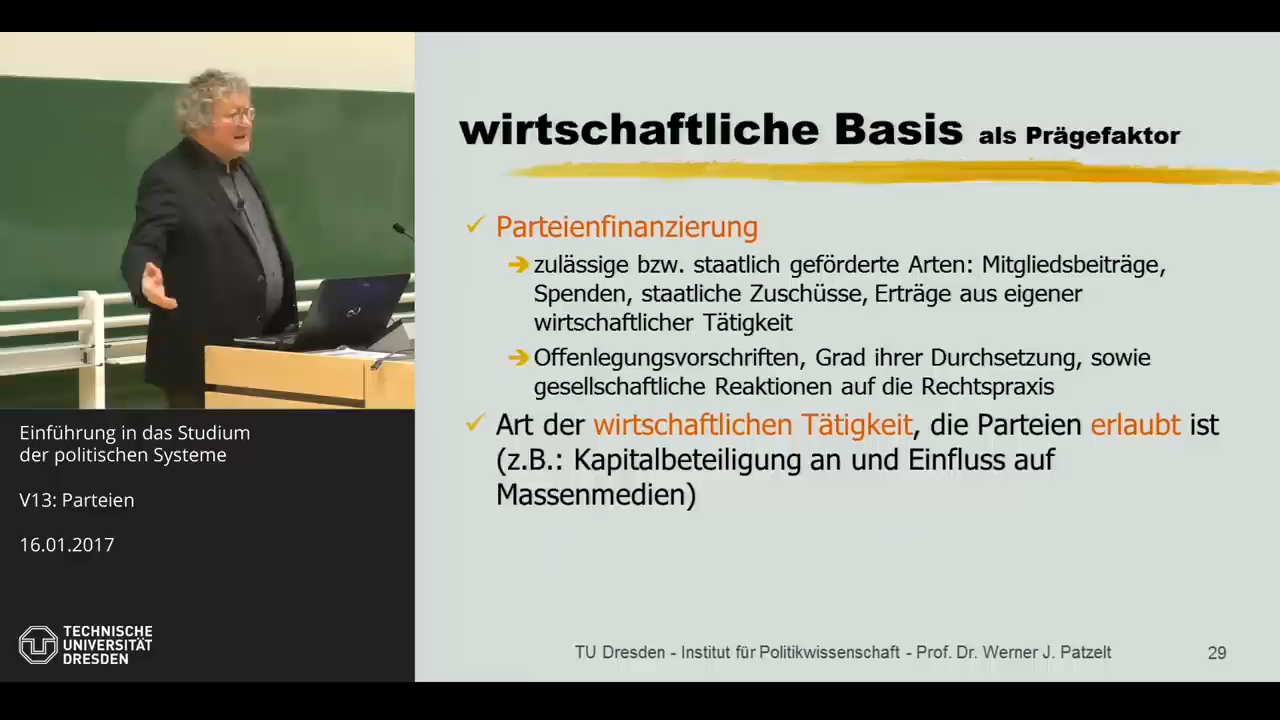 wirtschaftliche Basis als Prägefaktor
✓ Parteienfinanzierung
➔ zulässige bzw. staatlich geförderte Arten: Mitgliedsbeiträge,
Spenden, staatliche Zuschüsse, Erträge aus eigener
wirtschaftlicher Tätigkeit
➔ Offenlegungsvorschriften, Grad ihrer Durchsetzung, sowie
gesellschaftliche Reaktionen auf die Rechtspraxis
✓ Art der wirtschaftlichen Tätigkeit, die Parteien erlaubt ist
(z.B.: Kapitalbeteiligung an und Einfluss auf
Massenmedien)
TU Dresden - Institut für Politikwissenschaft - Prof. Dr. Werner J. Patzelt
29
Einführung in das Studium
der politischen Systeme
V13: Parteien
16.01.2017
TECHNISCHE
UNIVERSITÄT
DRESDEN